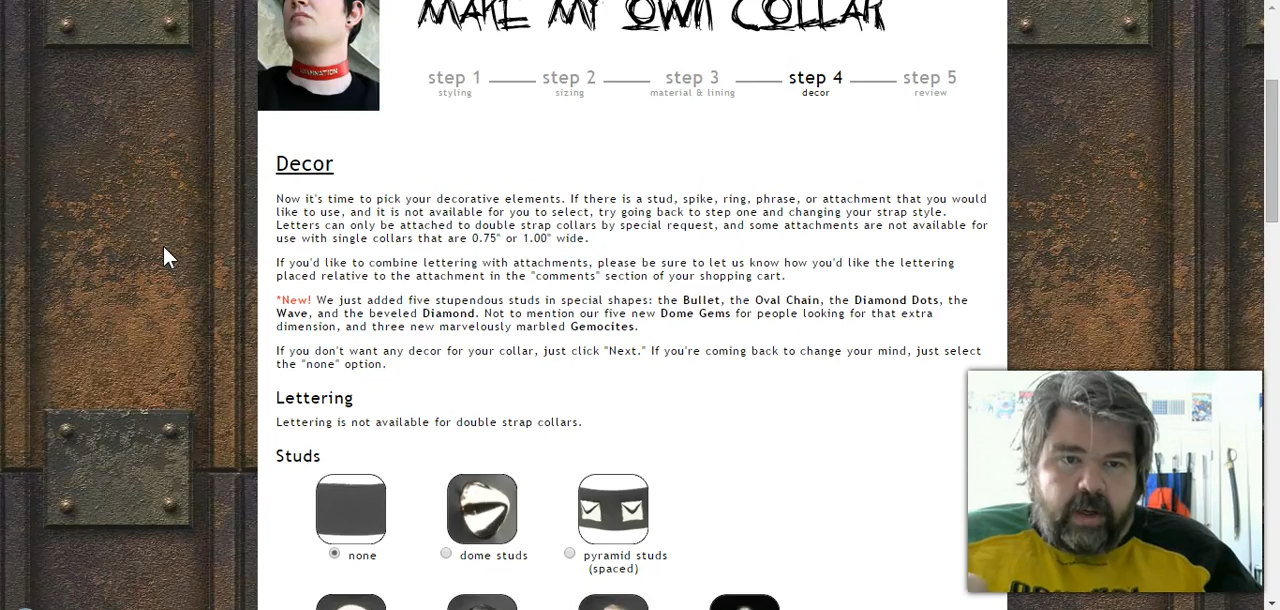 MAKE MY OWN COLLAR
step 1 step 2 step 3 step 4 step 5
styling sizing material & lining decor review
Decor
Now it's time to pick your decorative elements. If there is a stud, spike, ring, phrase, or attachment that you would
like to use, and it is not available for you to select, try going back to step one and changing your strap style.
Letters can only be attached to double strap collars by special request, and some attachments are not available for
use with single collars that are 0.75" or 1.00" wide.
If you'd like to combine lettering with attachments, please be sure to let us know how you'd like the lettering
placed relative to the attachment in the "comments" section of your shopping cart.
*New! We just added five stupendous studs in special shapes: the Bullet, the Oval Chain, the Diamond Dots, the
Wave, and the beveled Diamond. Not to mention our five new Dome Gems for people looking for that extra
dimension, and three new marvelously marbled Gemocites.
If you don't want any decor for your collar, just click "Next." If you're coming back to change your mind, just select
the "none" option.
Lettering
Lettering is not available for double strap collars.
Studs
none dome studs pyramid studs
(spaced)